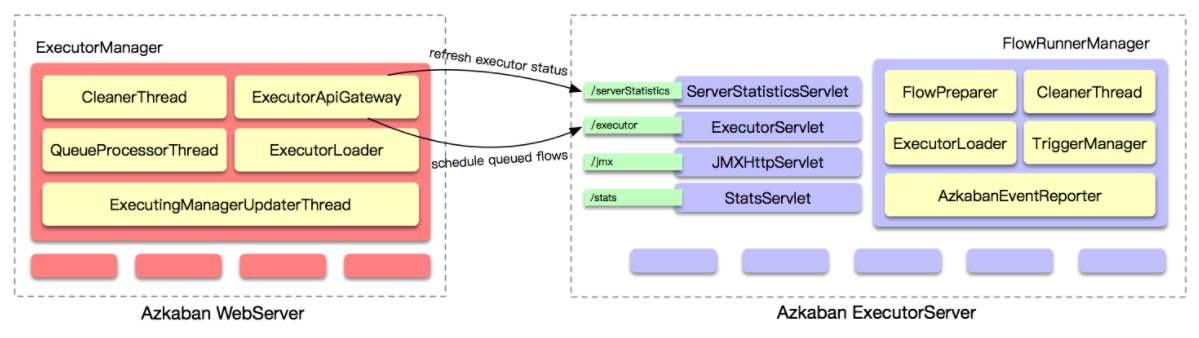 ExecutorManager
CleanerThread
ExecutorApiGateway
QueueProcessorThread
ExecutorLoader
ExecutingManagerUpdaterThread
Azkaban WebServer
refresh executor status
schedule queued flows
/serverStatistics
ServerStatisticsServlet
/executor
ExecutorServlet
/jmx
JMXHttpServlet
/stats
StatsServlet
FlowRunnerManager
FlowPreparer
CleanerThread
ExecutorLoader
TriggerManager
AzkabanEventReporter
Azkaban ExecutorServer